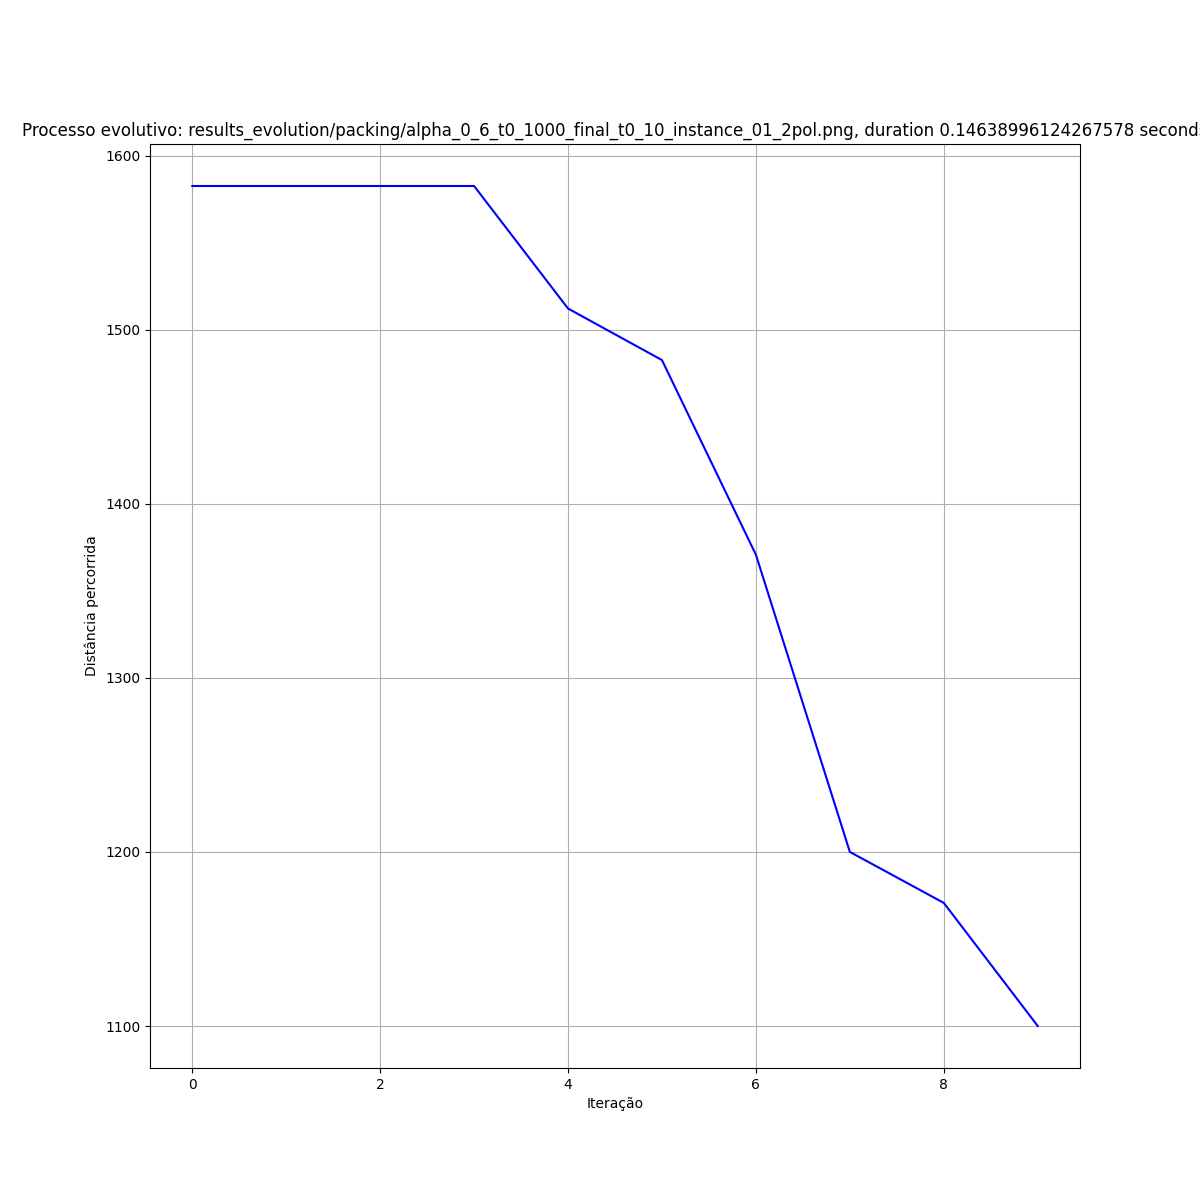 Processo evolutivo: results_evolution/packing/alpha_0_6_t0_1000_final_t0_10_instance_01_2pol.png, duration 0.14638996124267578 second
1600
1500
1400
1300
1200
1100
Distância percorrida
0 2 4 6 8
Iteração